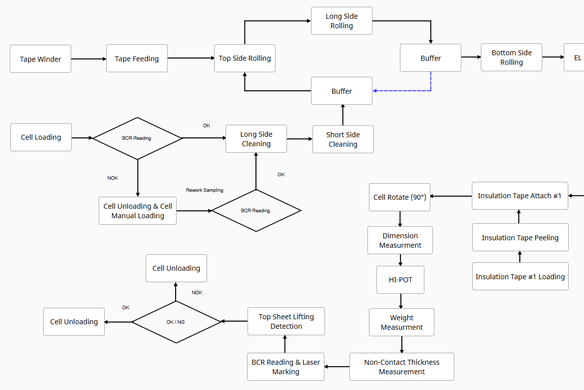 Long Side
Rolling
Tape Winder
Tape Feeding
Top Side Rolling
Buffer
Bottom Side
Rolling
EL
Buffer
Cell Loading
BCR Reading
OK
Long Side
Cleaning
Short Side
Cleaning
NOK
OK
Rework Sampling
Cell Unloading & Cell
Manual Loading
BCR Reading
Cell Rotate (90°)
Insulation Tape Attach #1
Dimension
Measurment
Insulation Tape Peeling
Cell Unloading
HI-POT
Insulation Tape #1 Loading
NOK
OK
Cell Unloading
OK / NG
Top Sheet Lifting
Detection
Weight
Measurment
BCR Reading & Laser
Marking
Non-Contact Thickness
Measurement